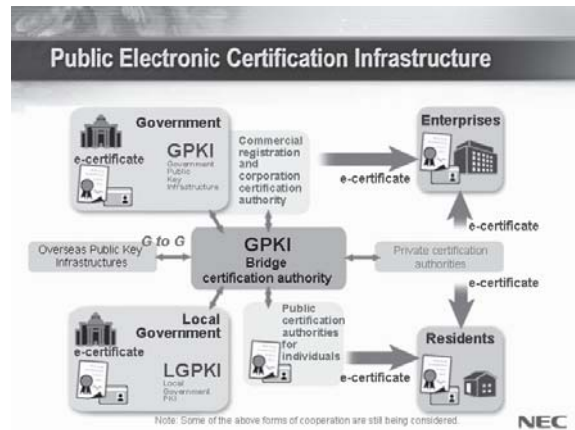 Public Electronic Certification Infrastructure
Government
e-certificate
GPKI
Government
Public
Key
Infrastructure
Commercial
registration
and
corporation
certification
authority
e-certificate
Enterprises
e-certificate
Overseas Public Key
Infrastructures
G to G
GPKI
Bridge
certification authority
Private certification
authorities
e-certificate
Local
Government
e-certificate
LGPKI
Local
Government
PKI
Public
certification
authorities
for
individuals
e-certificate
Residents
Note: Some of the above forms of cooperation are still being considered.
NEC